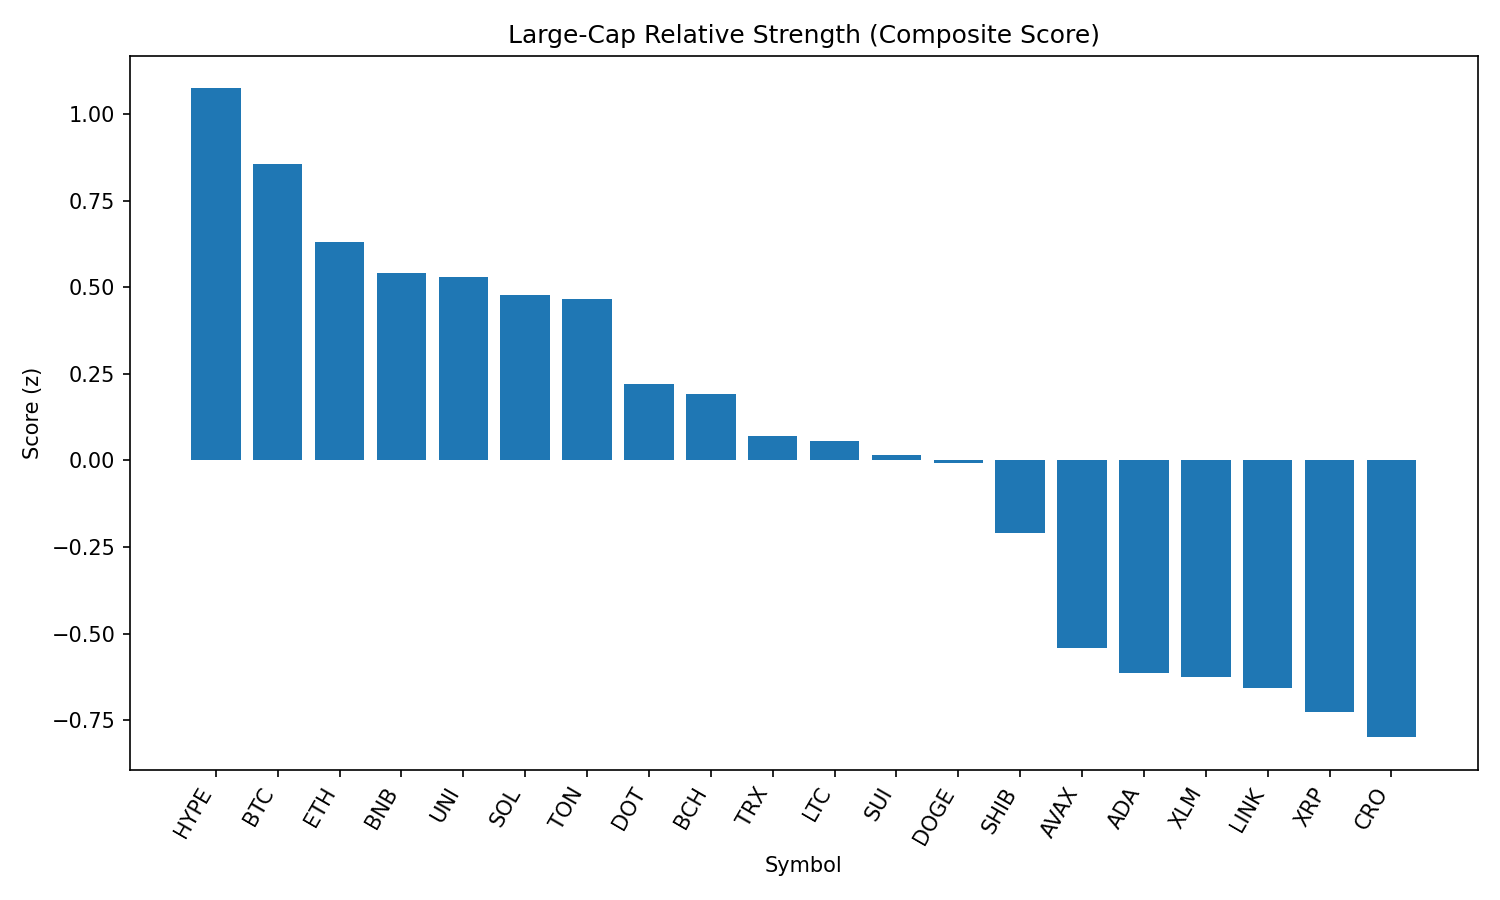 Large-Cap Relative Strength (Composite Score)
Score (z)
1.00
0.75
0.50
0.25
0.00
−0.25
−0.50
−0.75
HYPE
BTC
ETH
BNB
UNI
SOL
TON
DOT
BCH
TRX
LTC
SUI
DOGE
SHIB
AVAX
ADA
XLM
LINK
XRP
CRO
Symbol